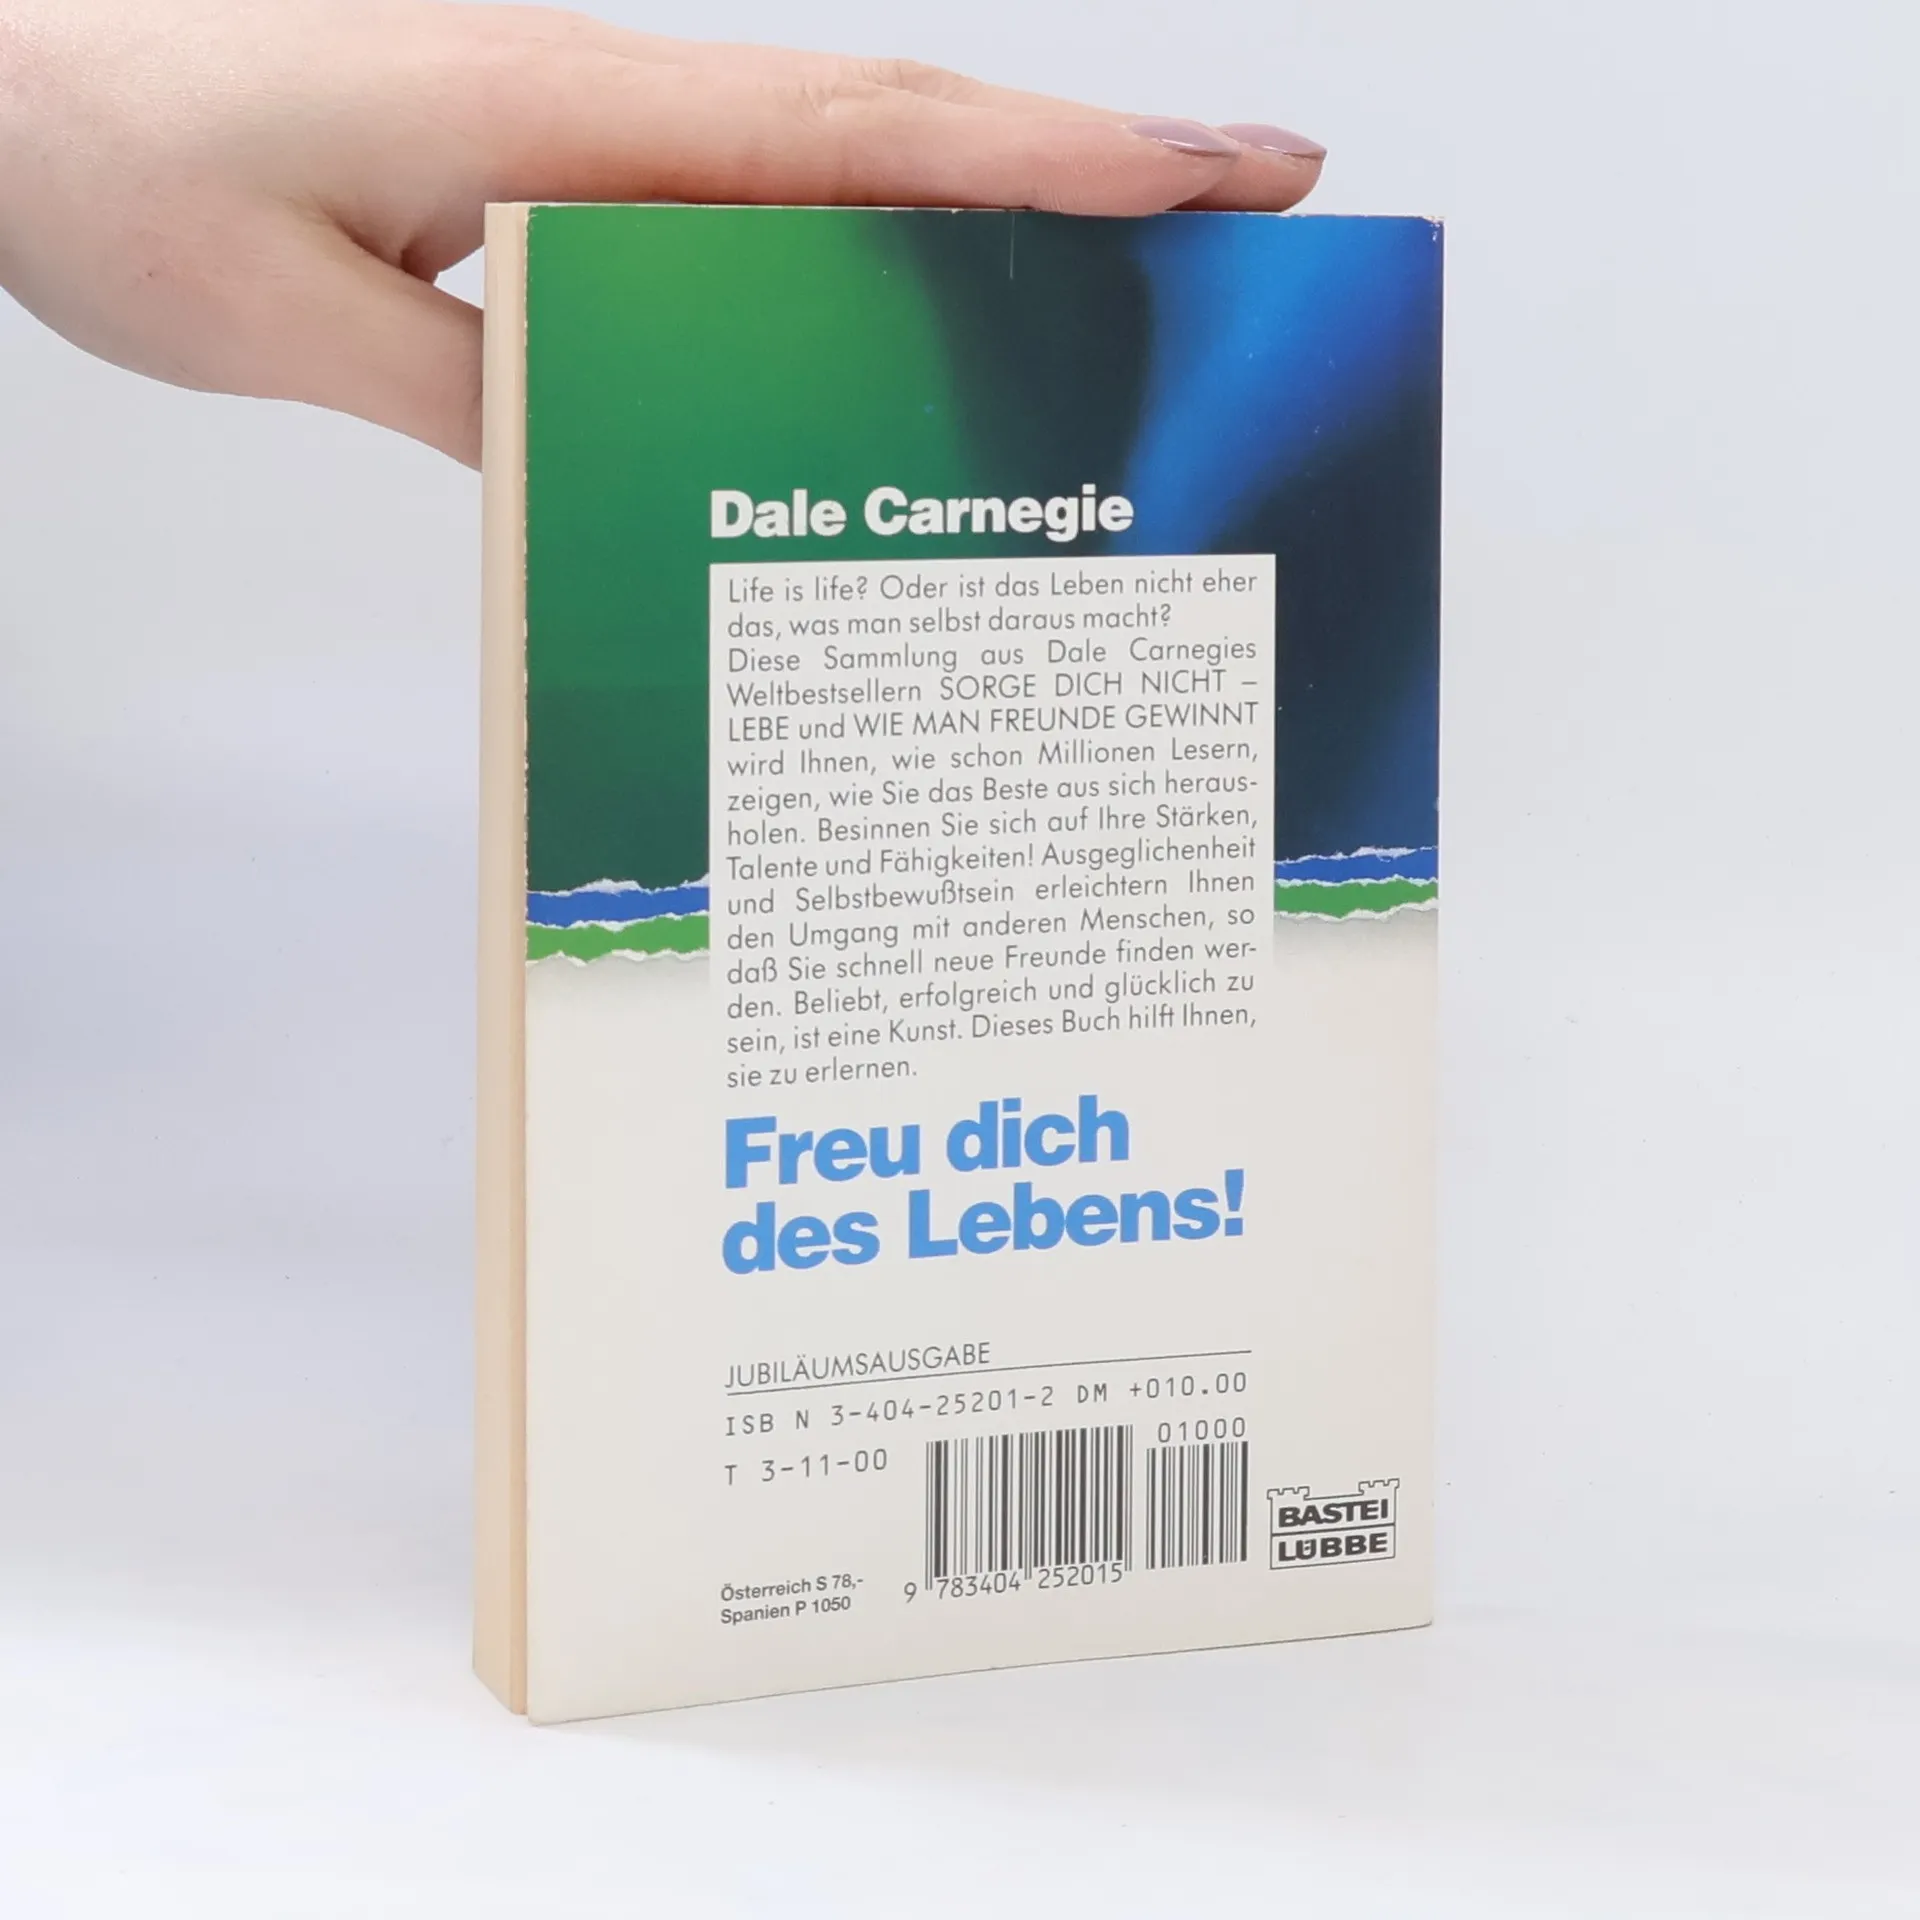 Dale Carnegie
Life is life? Oder ist das Leben nicht eher
das, was man selbst daraus macht?
Diese Sammlung aus Dale Carnegies
Weltbestsellern SORGE DICH NICHT –
LEBE und WIE MAN FREUNDE GEWINNT
wird Ihnen, wie schon Millionen Lesern,
zeigen, wie Sie das Beste aus sich heraus-
holen. Besinnen Sie sich auf Ihre Stärken,
Talente und Fähigkeiten! Ausgeglichenheit
und Selbstbewußtsein erleichtern Ihnen
den Umgang mit anderen Menschen, so
daß Sie schnell neue Freunde finden wer-
den. Beliebt, erfolgreich und glücklich zu
sein, ist eine Kunst. Dieses Buch hilft Ihnen,
sie zu erlernen.
Freu dich
des Lebens!
JUBILÄUMSAUSGABE
ISB N 3-404-25201-2 DM +010.00
T 3-11-00
01000
9 783404 252015
Österreich S 78,-
Spanien P 1050
BASTEI
LÜBBE